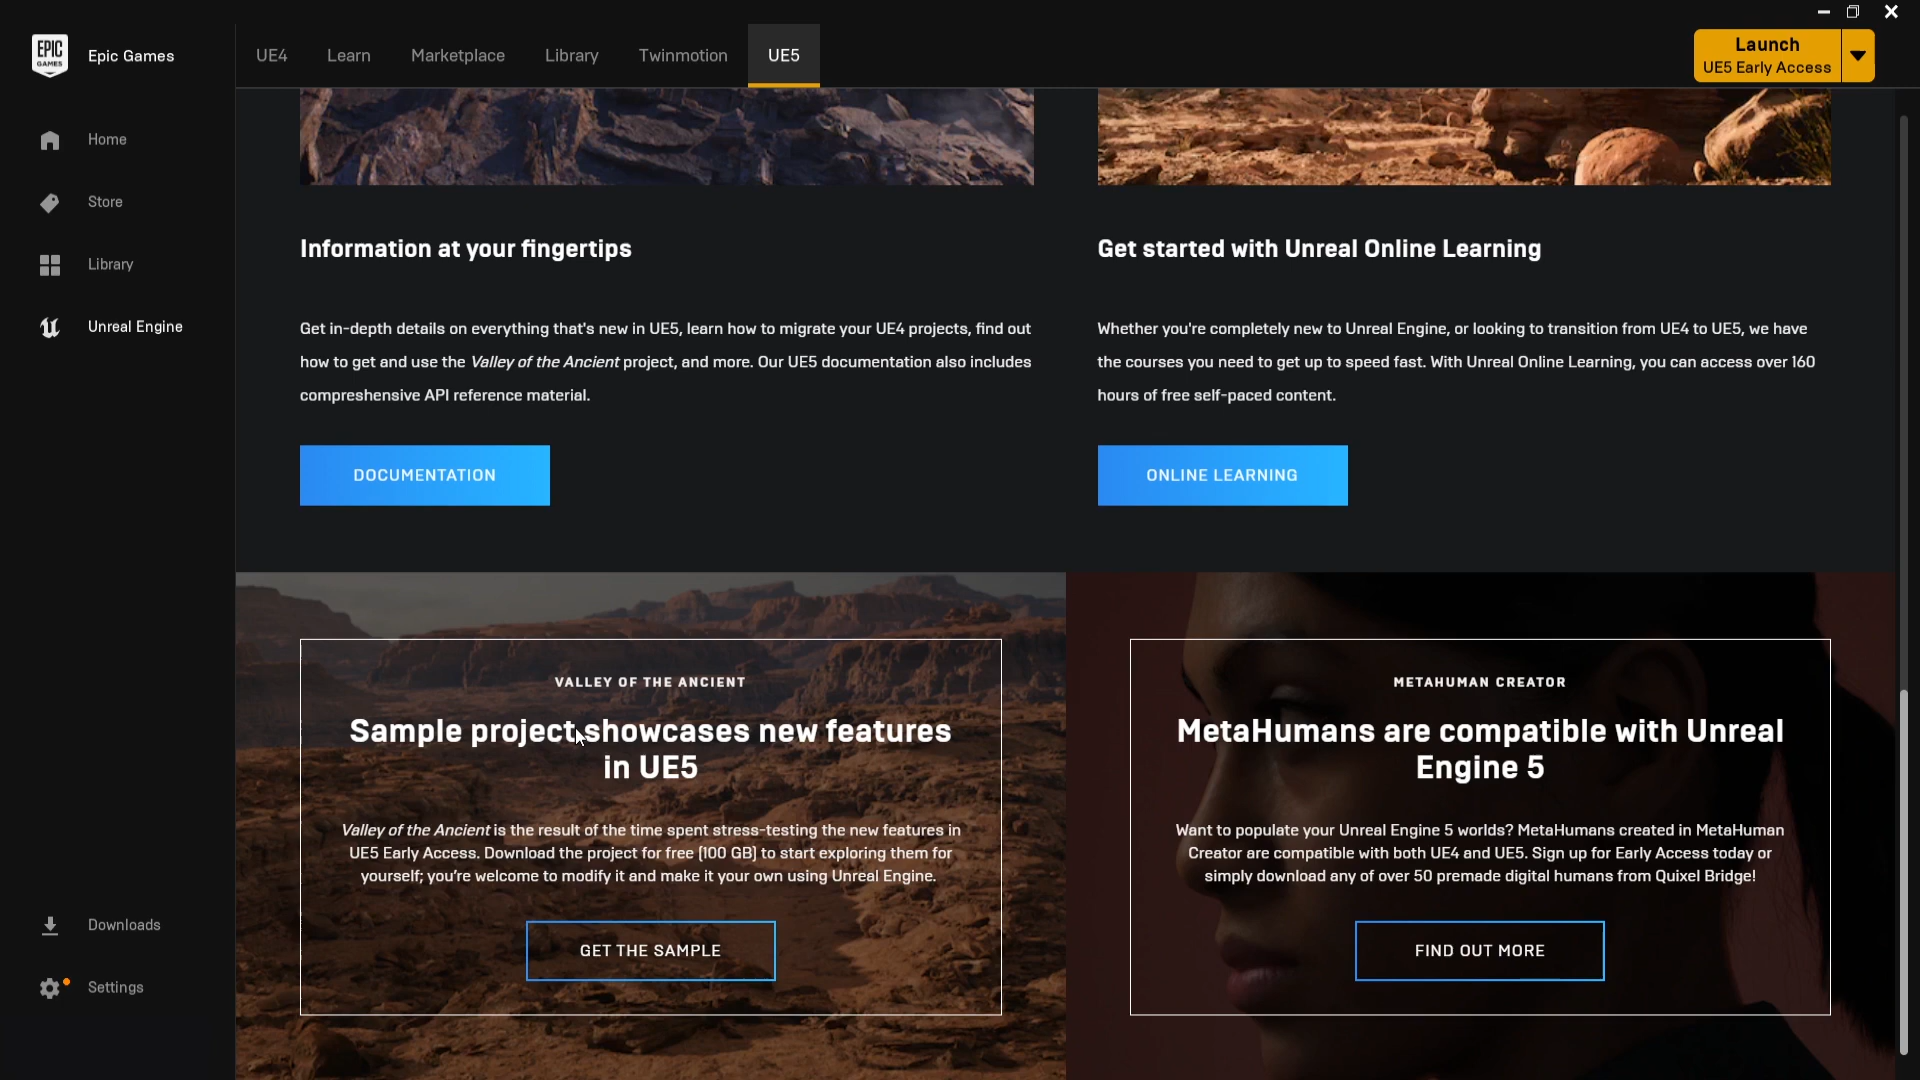 EPIC
GAMES
Epic Games
UE4
Learn
Marketplace
Library
Twinmotion
UE5
Launch
UE5 Early Access
Home
Store
Library
Unreal Engine
Downloads
Settings
Information at your fingertips
Get in-depth details on everything that's new in UE5, learn how to migrate your UE4 projects, find out
how to get and use the Valley of the Ancient project, and more. Our UE5 documentation also includes
compreshensive API reference material.
DOCUMENTATION
Get started with Unreal Online Learning
Whether you're completely new to Unreal Engine, or looking to transition from UE4 to UE5, we have
the courses you need to get up to speed fast. With Unreal Online Learning, you can access over 160
hours of free self-paced content.
ONLINE LEARNING
VALLEY OF THE ANCIENT
Sample project showcases new features
in UE5
Valley of the Ancient is the result of the time spent stress-testing the new features in
UE5 Early Access. Download the project for free (100 GB) to start exploring them for
yourself; you're welcome to modify it and make it your own using Unreal Engine.
GET THE SAMPLE
METAHUMAN CREATOR
MetaHumans are compatible with Unreal
Engine 5
Want to populate your Unreal Engine 5 worlds? MetaHumans created in MetaHuman
Creator are compatible with both UE4 and UE5. Sign up for Early Access today or
simply download any of over 50 premade digital humans from Quixel Bridge!
FIND OUT MORE